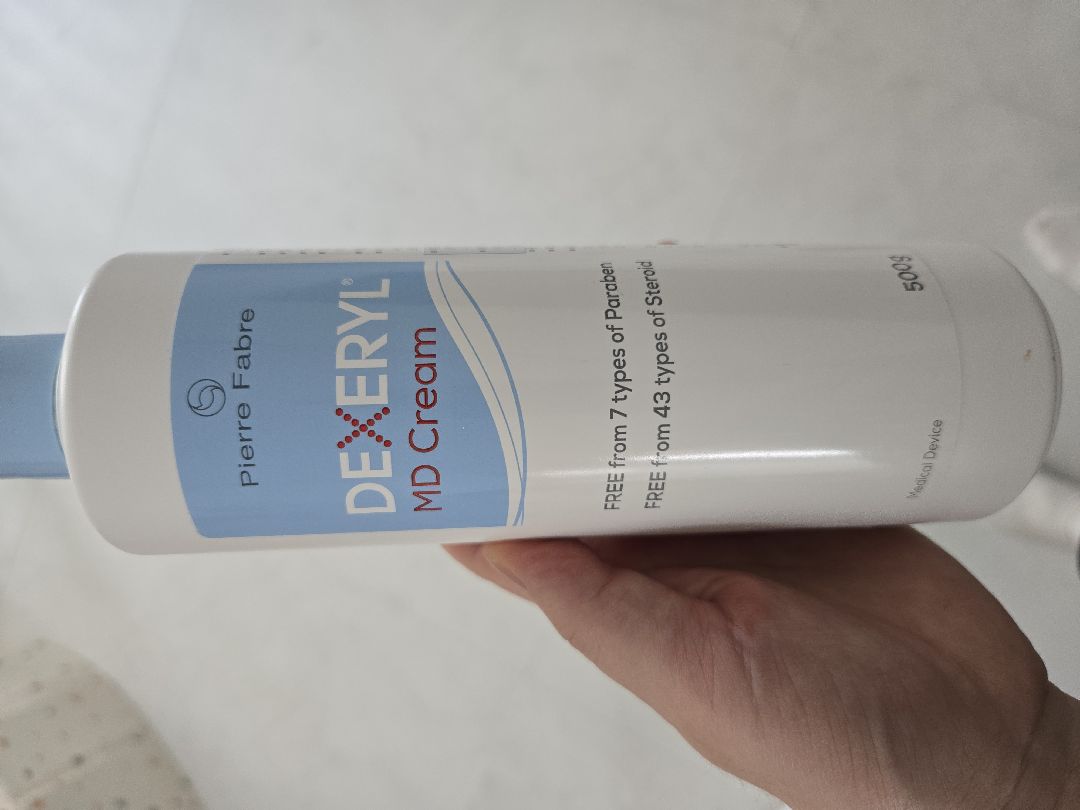 Pierre Fabre
DEXERYL®
MD Cream
FREE from 7 types of Paraben
FREE from 43 types of Steroid
Medical Device
500g